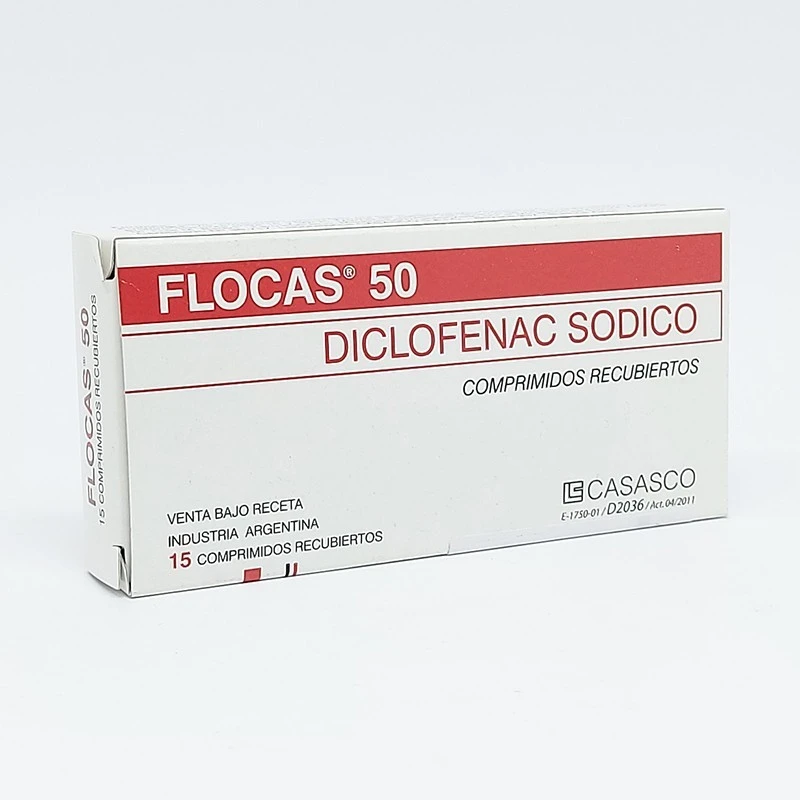 FLOCAS® 50
DICLOFENAC SODICO
COMPRIMIDOS RECUBIERTOS
VENTA BAJO RECETA
INDUSTRIA ARGENTINA
15 COMPRIMIDOS RECUBIERTOS
CASASCO
E-1750-01 / D2036 / Act. 04/2011
FLOCAS® 50
15 COMPRIMIDOS RECUBIERTOS